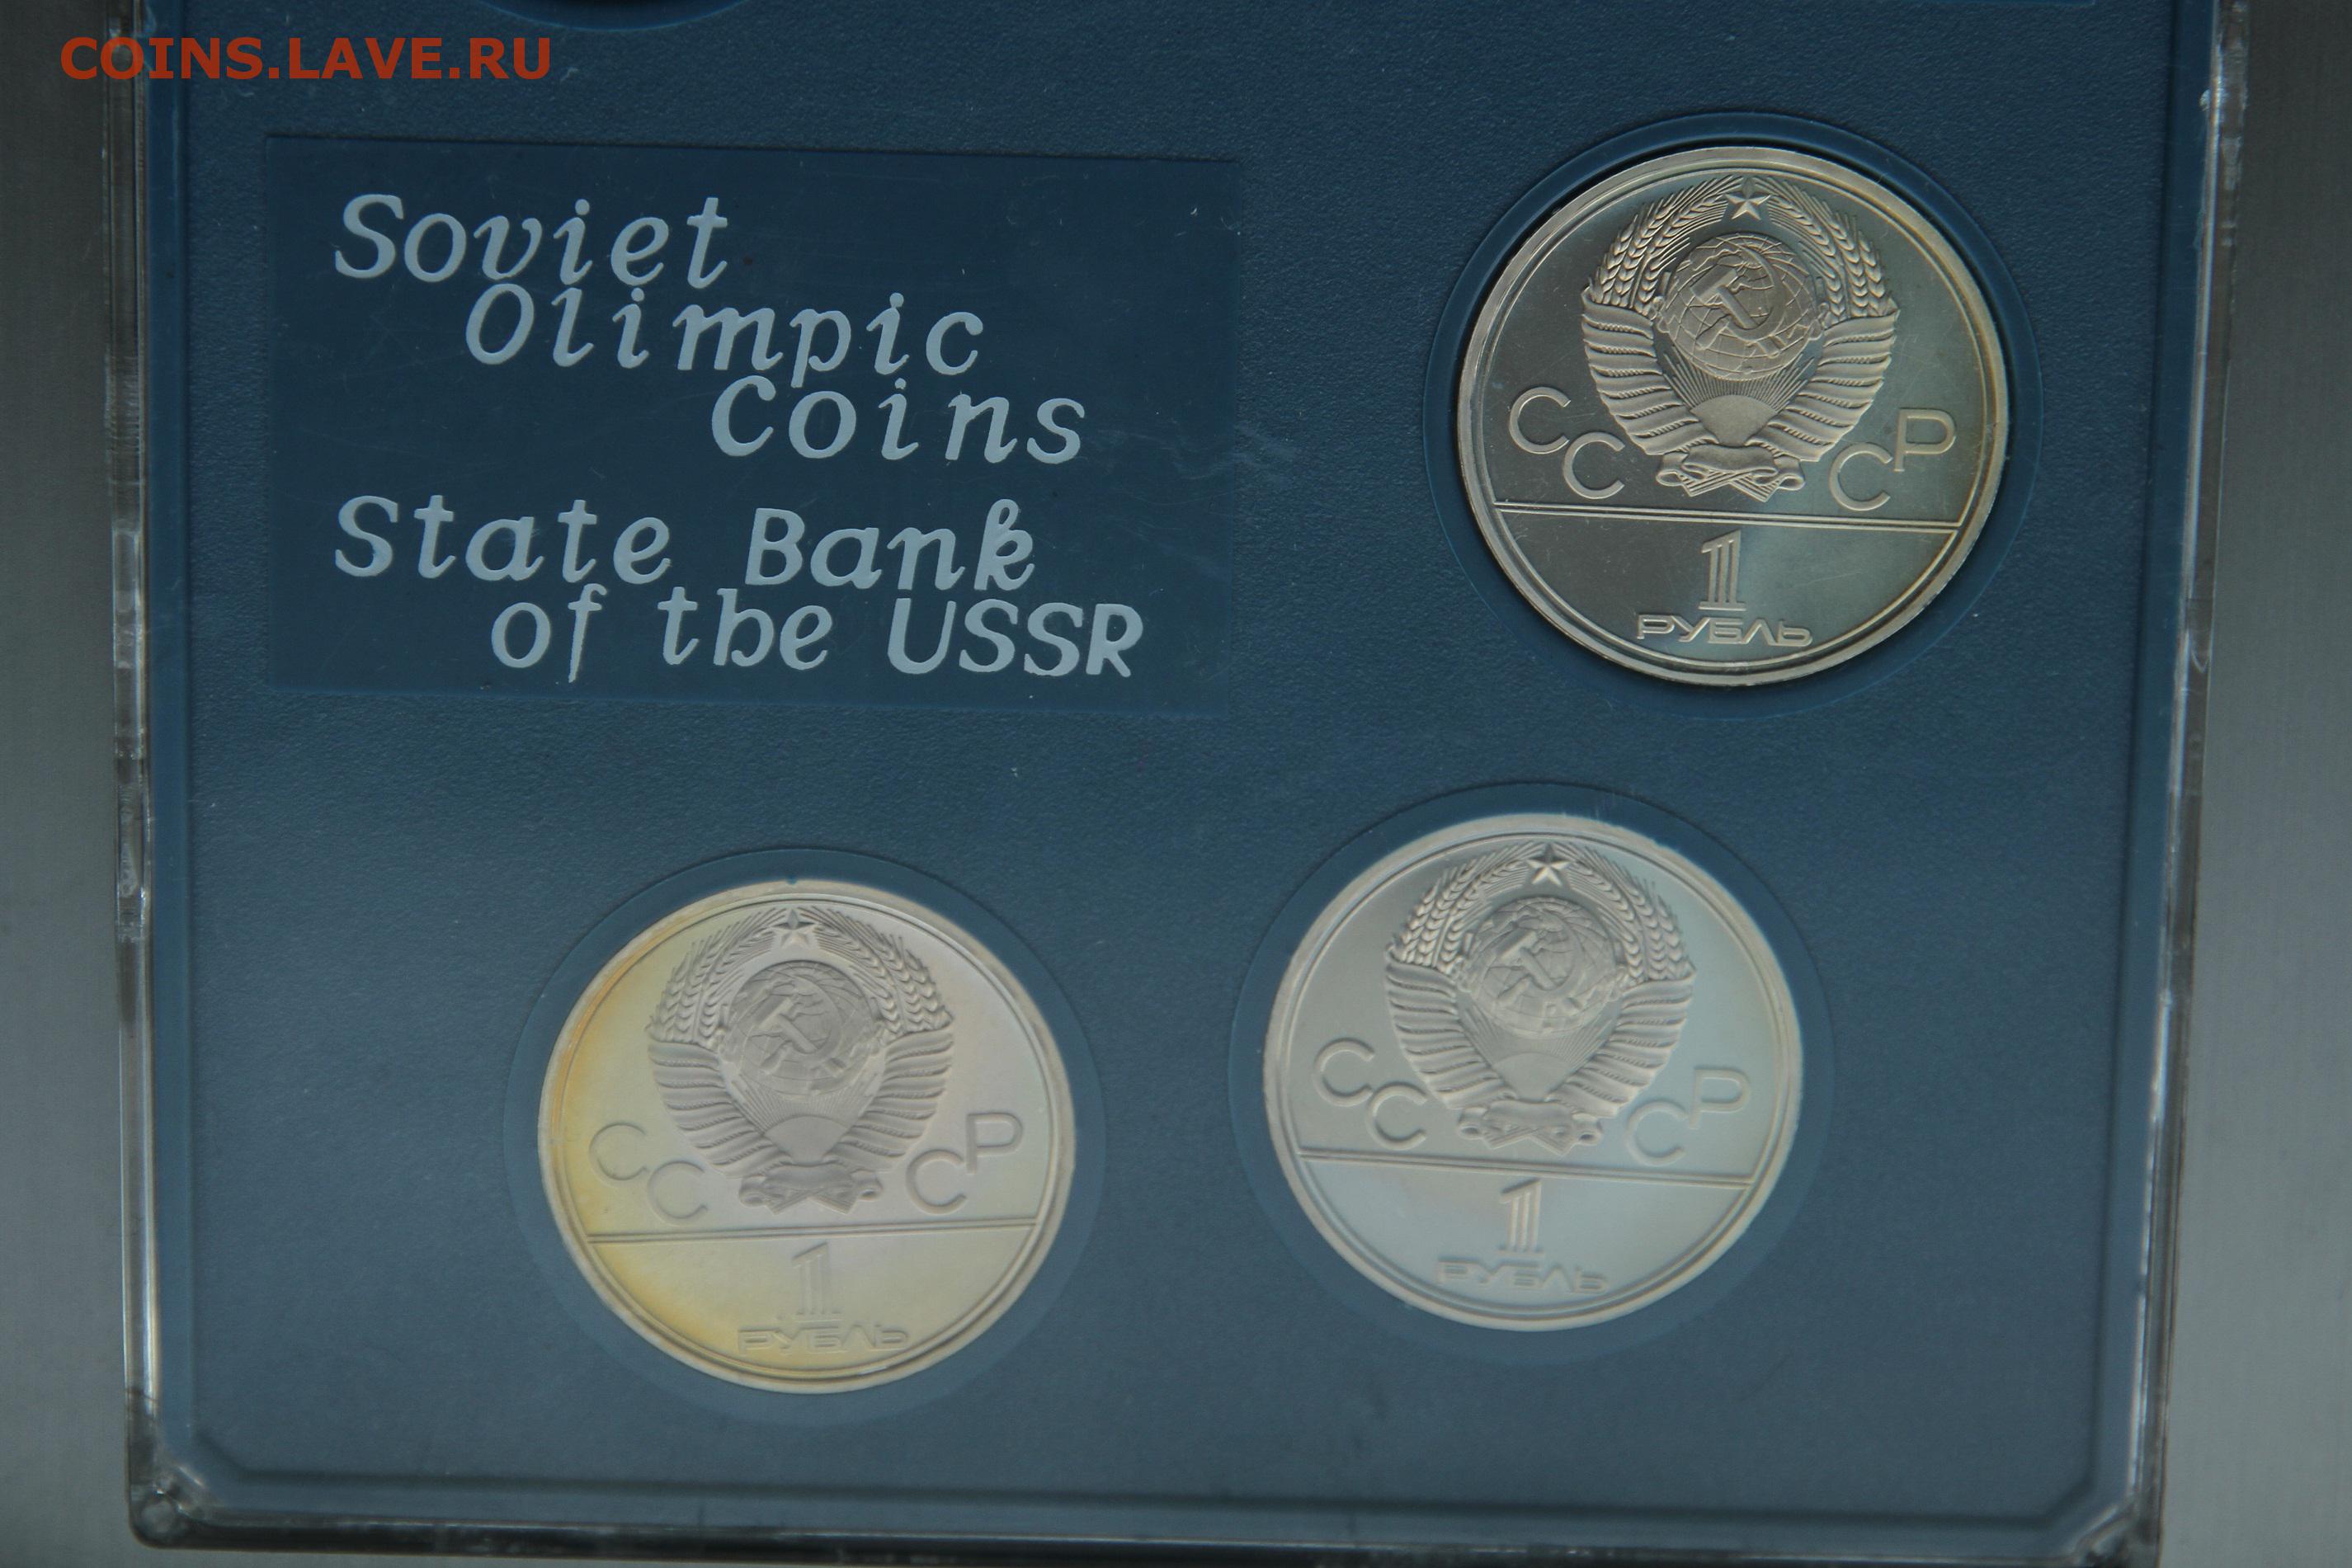 COINS.LAVE.RU
Soviet
Olimpic
Coins
State Bank
of the USSR
СССР
1
РУБЛЬ
СССР
1
РУБЛЬ
СССР
1
РУБЛЬ